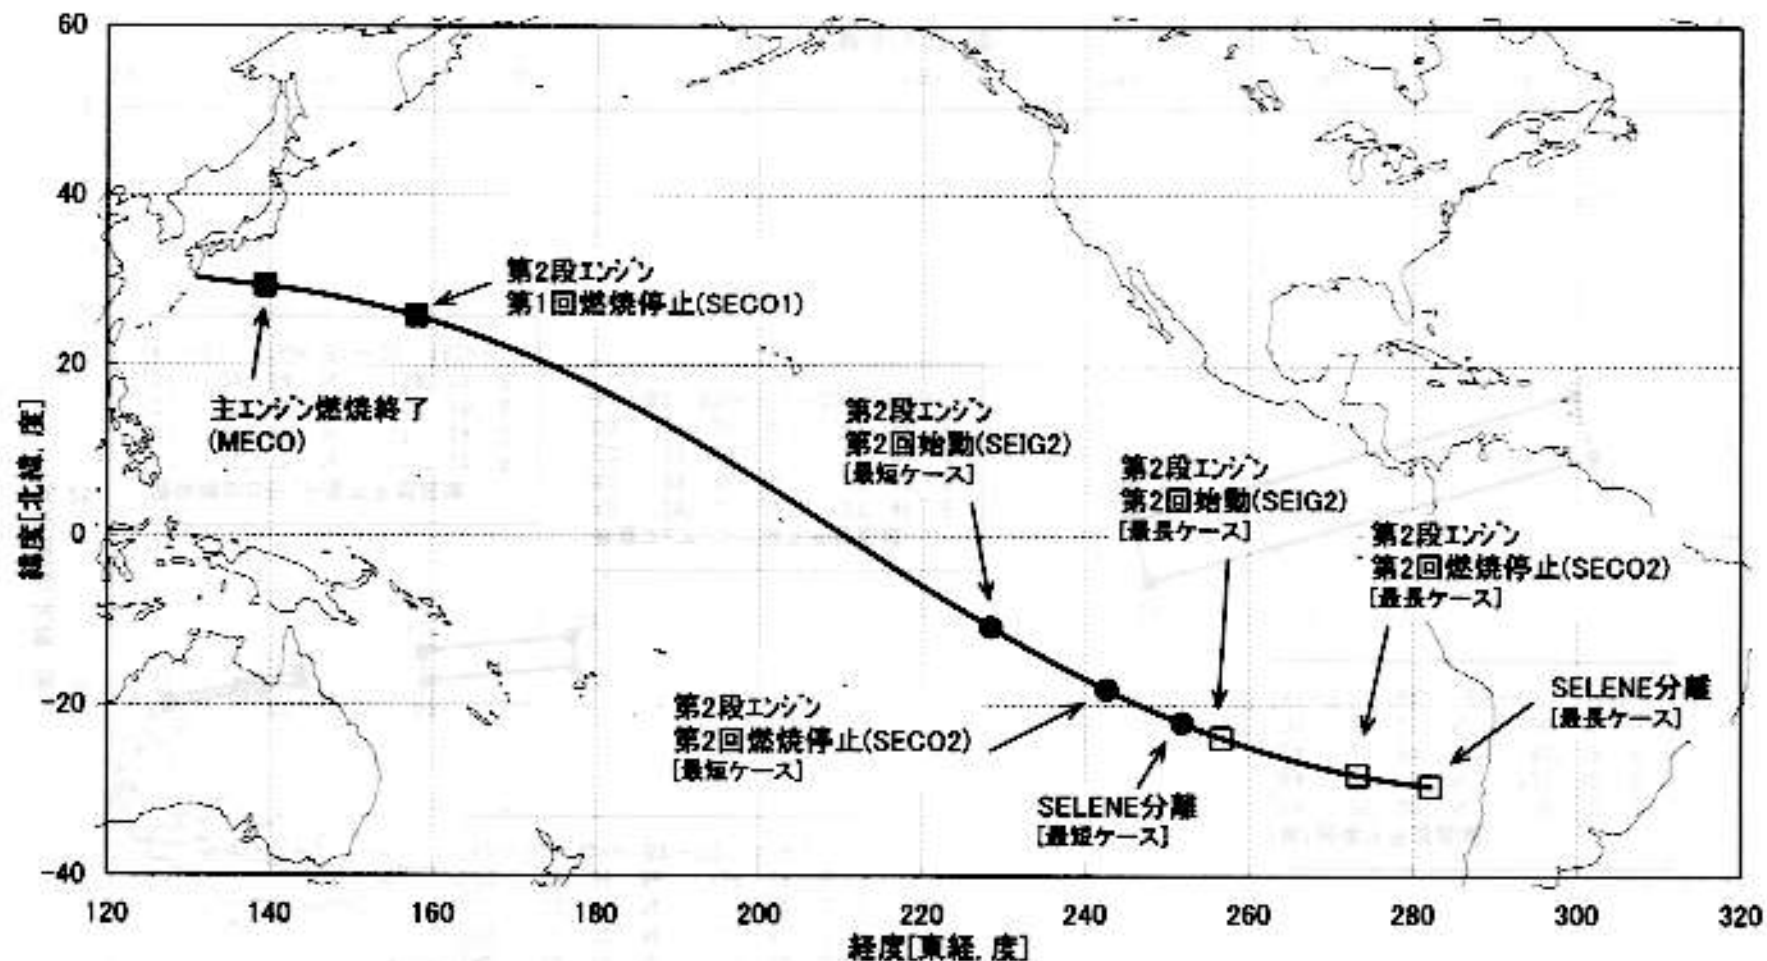 60
40
20
0
-20
-40
緯度[北緯, 度]
120
140
160
180
200
220
240
260
280
300
320
経度[東経, 度]
主エンジン燃焼終了
(MECO)
第2段エンジン
第1回燃焼停止(SECO1)
第2段エンジン
第2回始動(SEIG2)
[最短ケース]
第2段エンジン
第2回燃焼停止(SECO2)
[最短ケース]
SELENE分離
[最短ケース]
第2段エンジン
第2回始動(SEIG2)
[最長ケース]
第2段エンジン
第2回燃焼停止(SECO2)
[最長ケース]
SELENE分離
[最長ケース]